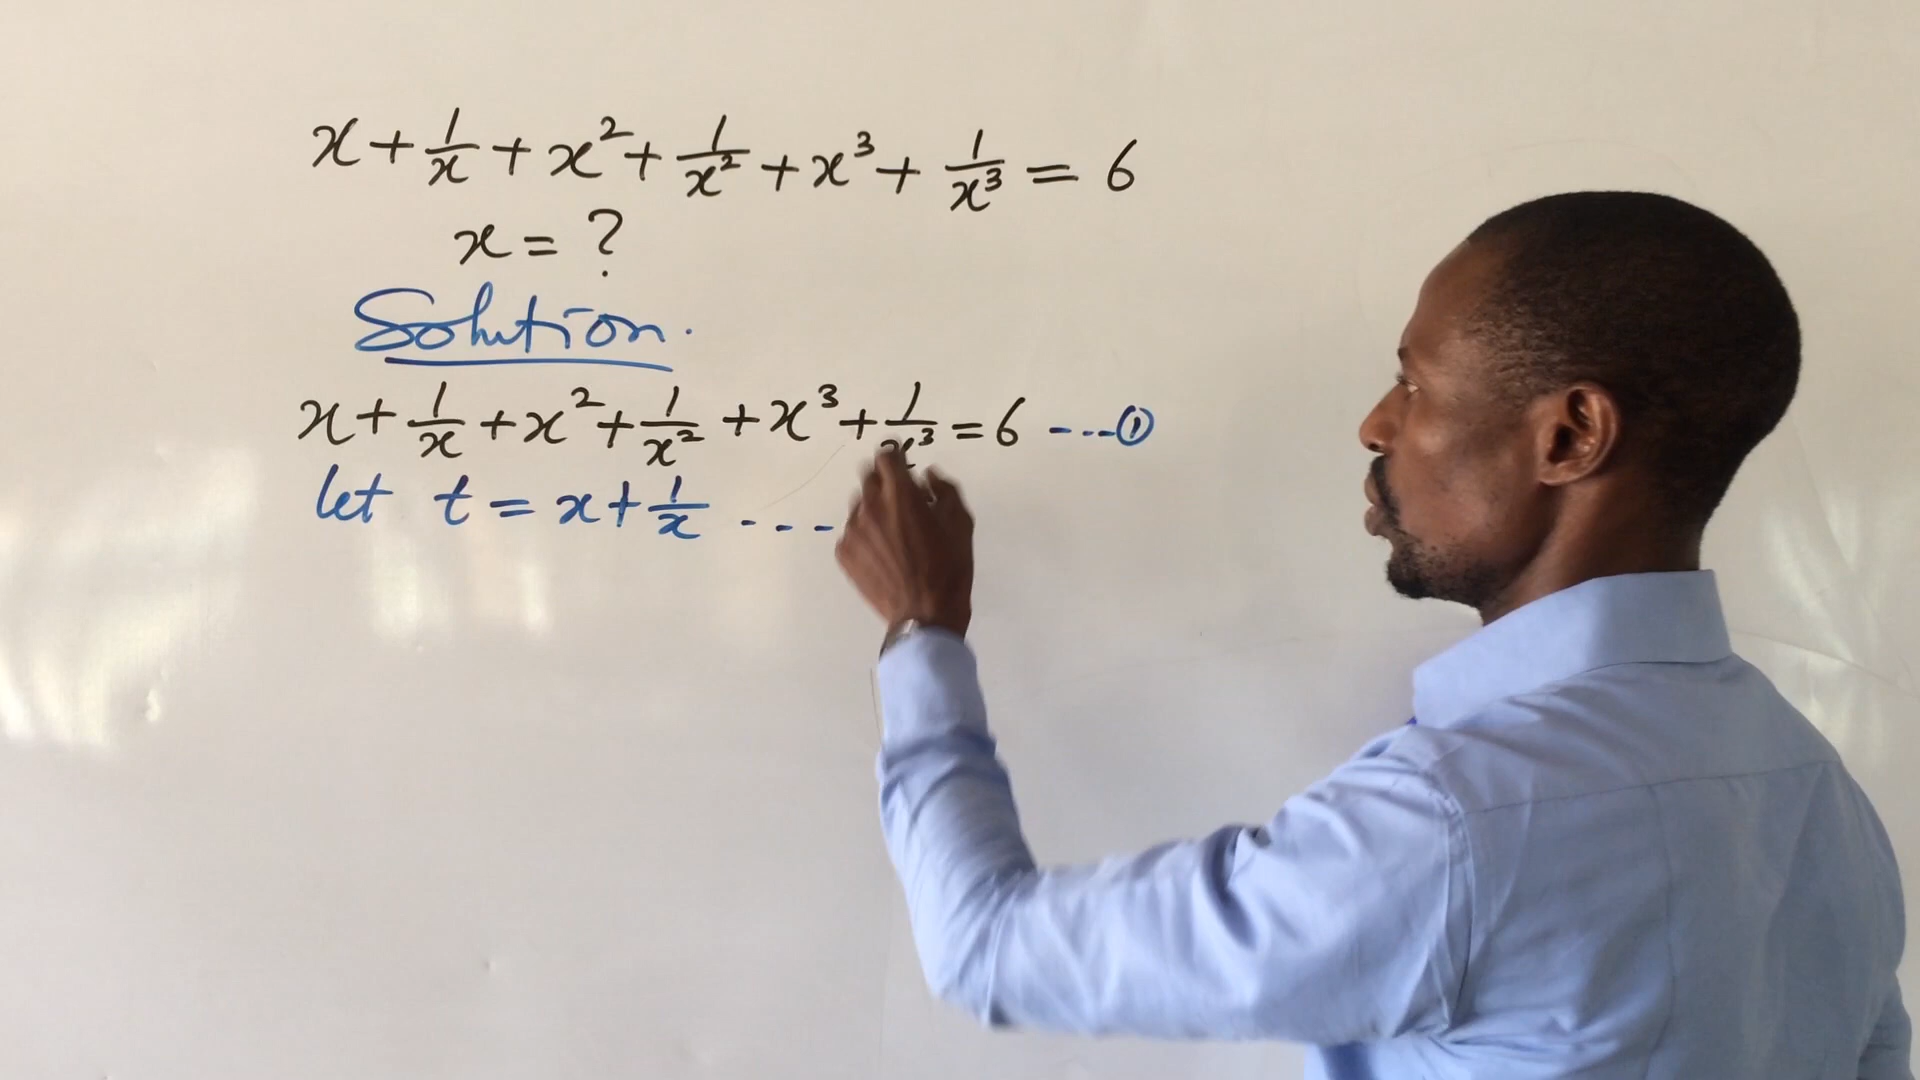 x + 1/x + x² + 1/x² + x³ + 1/x³ = 6
x = ?
Solution.
x + 1/x + x² + 1/x² + x³ + 1/x³ = 6 ---①
let t = x + 1/x ---